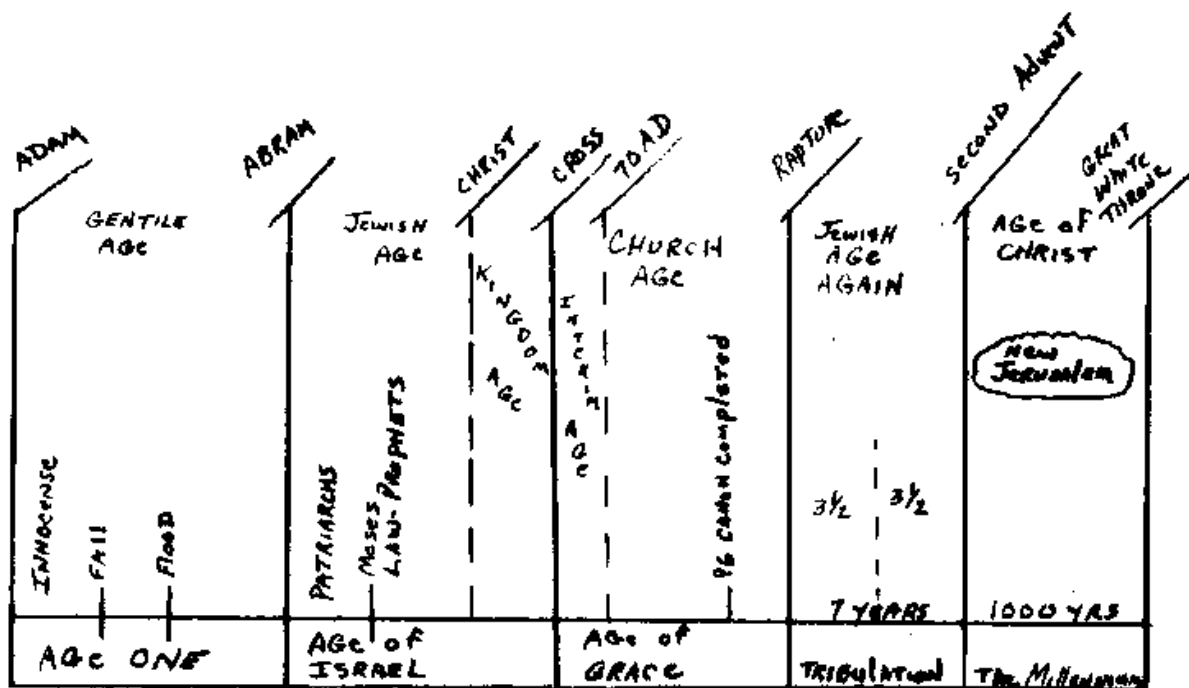 ADAM
ABRAM
CHRIST
CROSS
70 AD
RAPTURE
SECOND ADVENT
GREAT
WHITE
THRONE
GENTILE
AGE
JEWISH
AGE
KINGDOM AGE
INTERIM AGE
CHURCH
AGE
JEWISH
AGE
AGAIN
AGE of
CHRIST
NEW
JERUSALEM
INNOCENSE
FALL
FLOOD
PATRIARCHS
MOSES
LAW-PROPHETS
96 CANON COMPLETED
3½
3½
7 YEARS
1000 YRS
AGE ONE
AGE of
ISRAEL
AGE of
GRACE
TRIBULATION
The Millennium